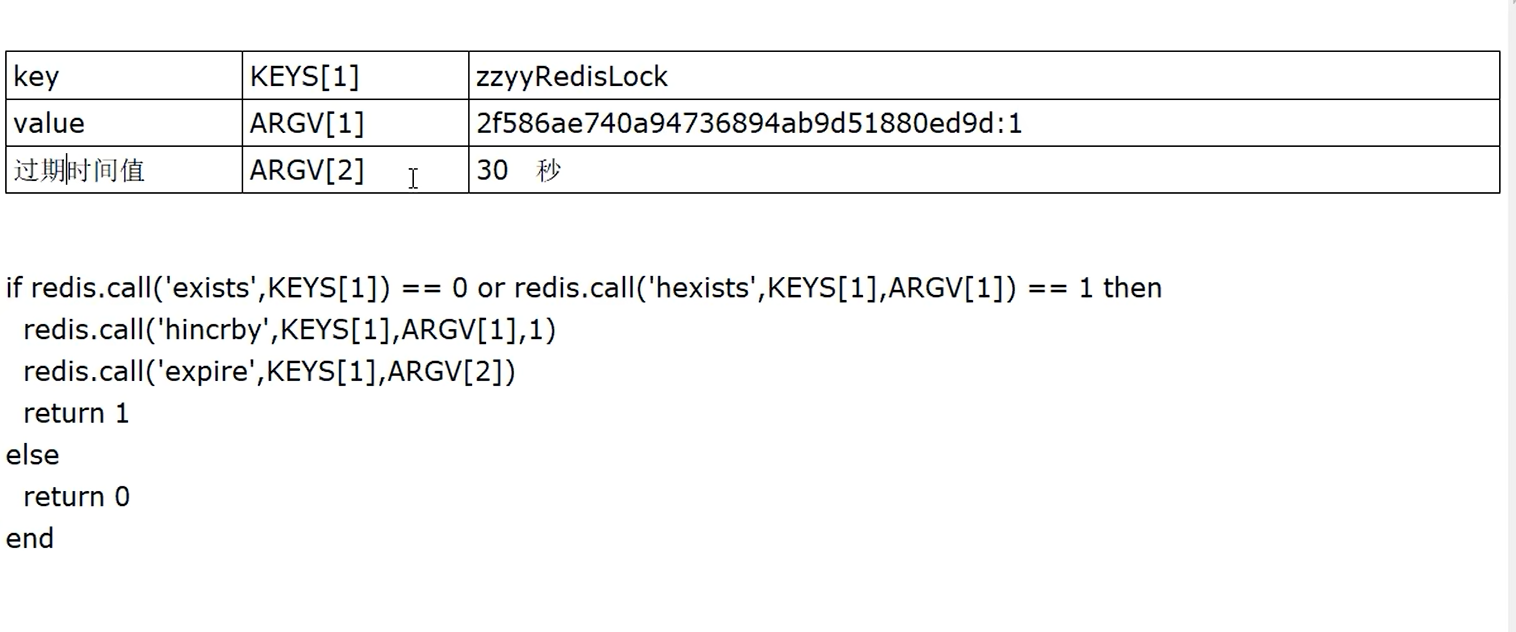 key KEYS[1] zzyyRedisLock
value ARGV[1] 2f586ae740a94736894ab9d51880ed9d:1
过期时间值 ARGV[2] 30 秒
if redis.call('exists',KEYS[1]) == 0 or redis.call('hexists',KEYS[1],ARGV[1]) == 1 then
redis.call('hincrby',KEYS[1],ARGV[1],1)
redis.call('expire',KEYS[1],ARGV[2])
return 1
else
return 0
end